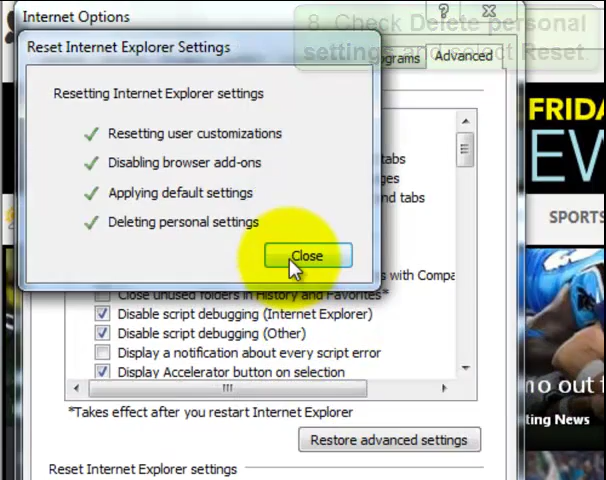 Internet Options
8. Check Delete personal
settings and select Reset.
Reset Internet Explorer Settings
Advanced
Resetting Internet Explorer settings
Resetting user customizations
Disabling browser add-ons
Applying default settings
Deleting personal settings
Close
tabs
nd tabs
s with Compa
Close unused folders in History and Favorites*
Disable script debugging (Internet Explorer)
Disable script debugging (Other)
Display a notification about every script error
Display Accelerator button on selection
*Takes effect after you restart Internet Explorer
Restore advanced settings
Reset Internet Explorer settings
FRIDA
EV
SPORTS
mo out f
ting News